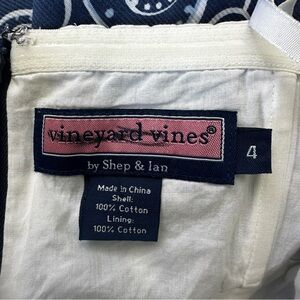 vineyard vines®
by Shep & Ian
4
Made in China
Shell:
100% Cotton
Lining:
100% Cotton